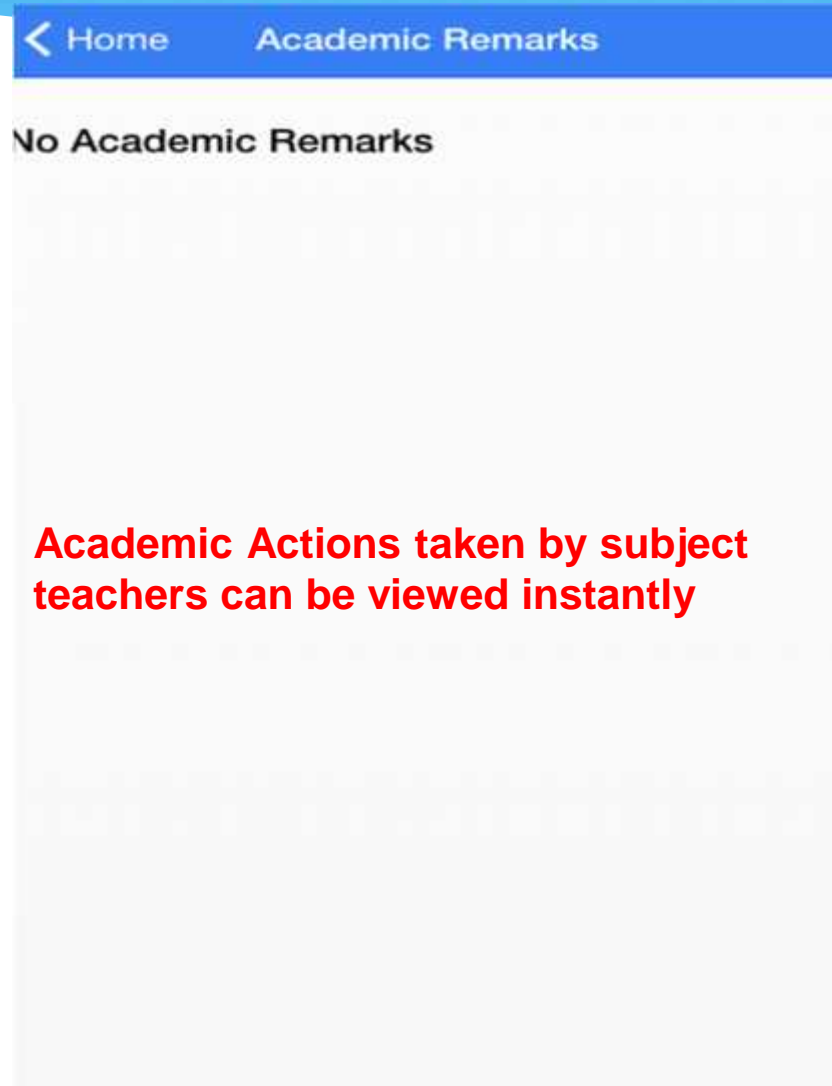 Home Academic Remarks
No Academic Remarks
Academic Actions taken by subject
teachers can be viewed instantly